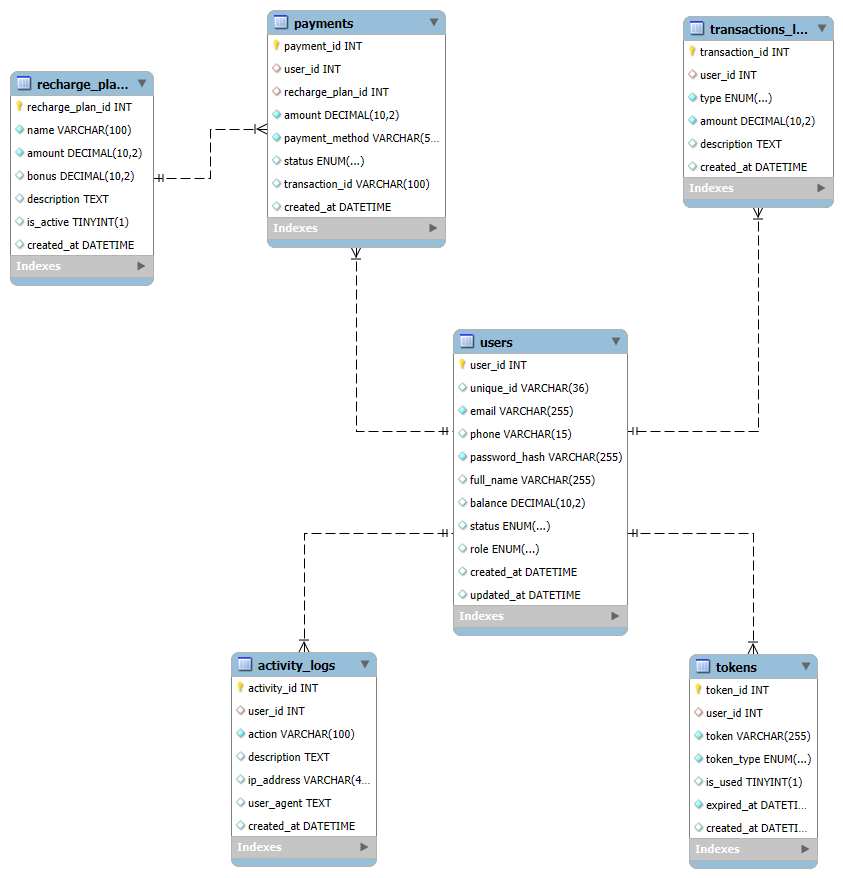 payments
payment_id INT
user_id INT
recharge_plan_id INT
amount DECIMAL(10,2)
payment_method VARCHAR(5...
status ENUM(...)
transaction_id VARCHAR(100)
created_at DATETIME
Indexes
transactions_l...
transaction_id INT
user_id INT
type ENUM(...)
amount DECIMAL(10,2)
description TEXT
created_at DATETIME
Indexes
recharge_pla...
recharge_plan_id INT
name VARCHAR(100)
amount DECIMAL(10,2)
bonus DECIMAL(10,2)
description TEXT
is_active TINYINT(1)
created_at DATETIME
Indexes
users
user_id INT
unique_id VARCHAR(36)
email VARCHAR(255)
phone VARCHAR(15)
password_hash VARCHAR(255)
full_name VARCHAR(255)
balance DECIMAL(10,2)
status ENUM(...)
role ENUM(...)
created_at DATETIME
updated_at DATETIME
Indexes
activity_logs
activity_id INT
user_id INT
action VARCHAR(100)
description TEXT
ip_address VARCHAR(4...
user_agent TEXT
created_at DATETIME
Indexes
tokens
token_id INT
user_id INT
token VARCHAR(255)
token_type ENUM(...)
is_used TINYINT(1)
expired_at DATETI...
created_at DATETI...
Indexes